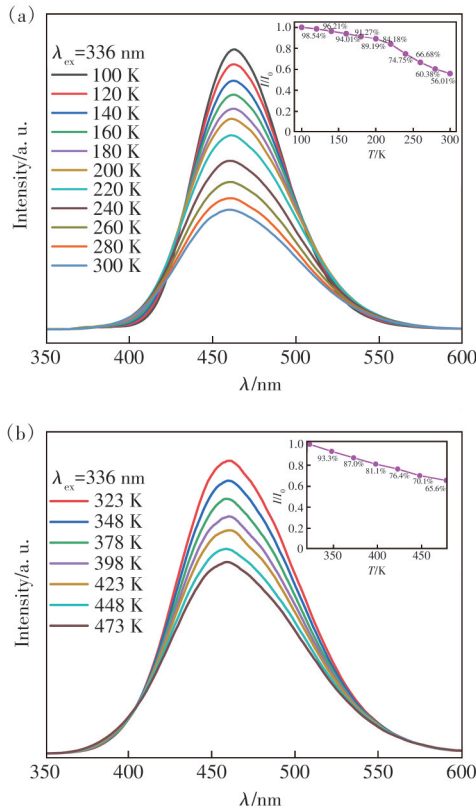 (a)
λex=336 nm
100 K
120 K
140 K
160 K
180 K
200 K
220 K
240 K
260 K
280 K
300 K
Intensity/a. u.
350 400 450 500 550 600
λ/nm
I/I0
1.0
0.8
0.6
0.4
0.2
0
98.54%
96.21%
94.01%
91.27%
89.19%
84.18%
74.75%
66.68%
60.38%
56.01%
100 150 200 250 300
T/K
(b)
λex=336 nm
323 K
348 K
378 K
398 K
423 K
448 K
473 K
Intensity/a. u.
350 400 450 500 550 600
λ/nm
I/I0
1.0
0.8
0.6
0.4
0.2
0
93.3%
87.0%
81.1%
76.4%
70.1%
65.6%
350 400 450
T/K